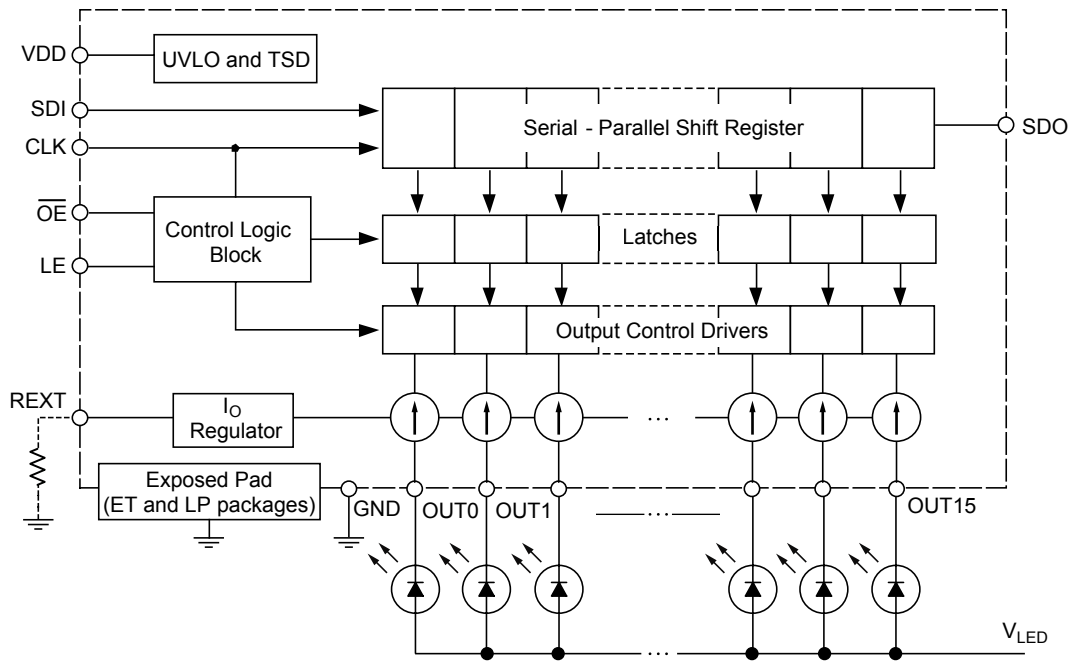 VDD
UVLO and TSD
SDI
Serial - Parallel Shift Register
SDO
CLK
OE
Control Logic
Block
Latches
LE
Output Control Drivers
REXT
IO
Regulator
...
Exposed Pad
(ET and LP packages)
GND
OUT0
OUT1
OUT15
VLED
...